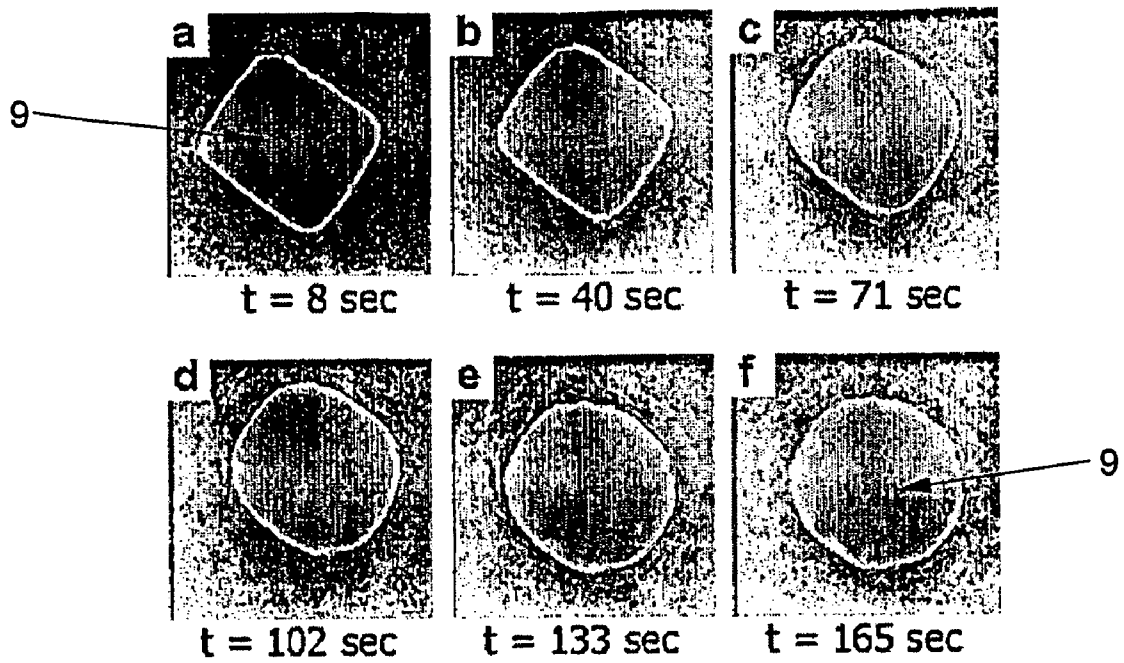 a b c
9
t = 8 sec t = 40 sec t = 71 sec
d e f
9
t = 102 sec t = 133 sec t = 165 sec